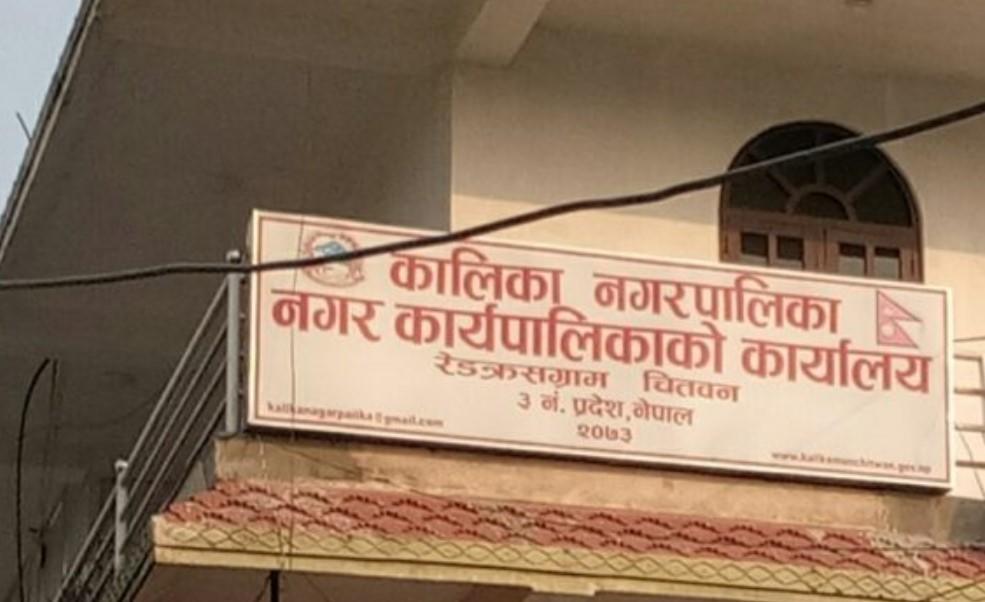 कालिका नगरपालिका
नगर कार्यपालिकाको कार्यालय
रेडक्रसग्राम चितवन
३ नं. प्रदेश,नेपाल
२०७३
kalikanagarpalika@gmail.com
www.kalikamunchitwan.gov.np